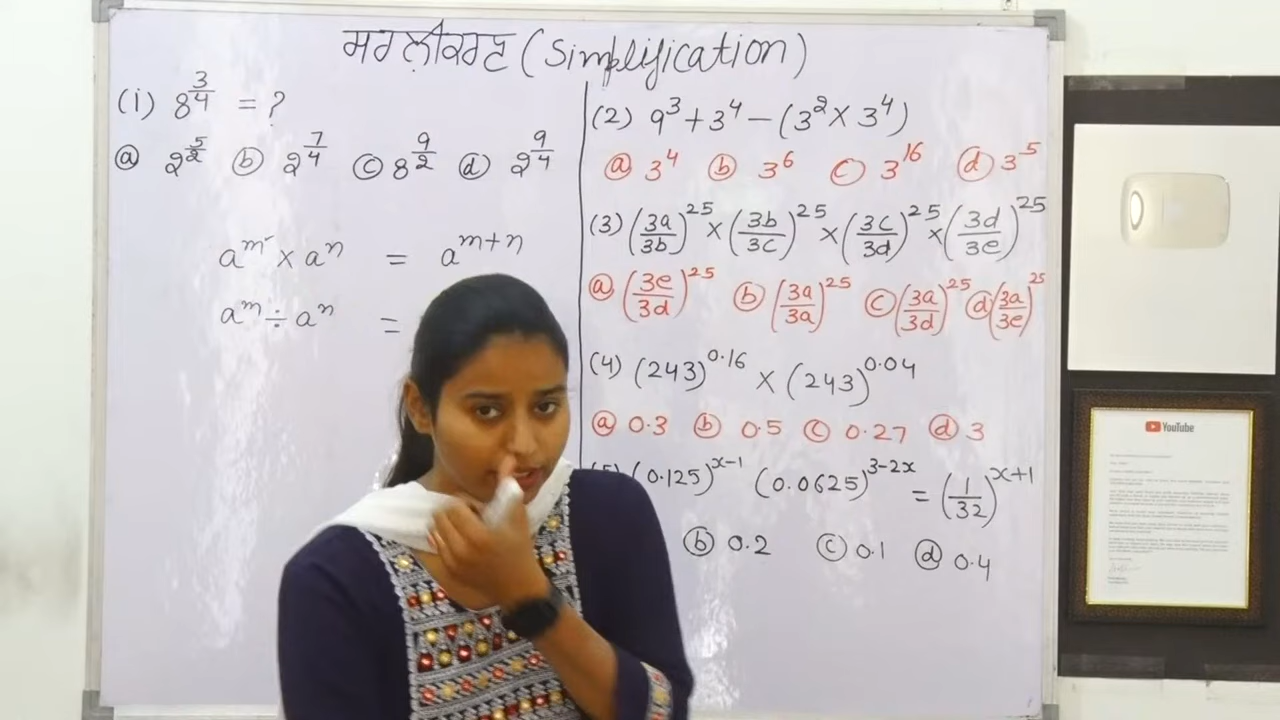 ਸਰਲੀਕਰਣ (Simplification)
(1) 8^(3/4) = ?
ⓐ 2^(5/2) ⓑ 2^(7/4) ⓒ 8^(9/2) ⓓ 2^(9/4)
a^m × a^n = a^(m+n)
a^m ÷ a^n =
(2) 9^3 + 3^4 − (3^2 × 3^4)
ⓐ 3^4 ⓑ 3^6 ⓒ 3^16 ⓓ 3^-5
(3) (3a/3b)^25 × (3b/3c)^25 × (3c/3d)^25 × (3d/3e)^25
ⓐ (3e/3d)^25 ⓑ (3a/3a)^25 ⓒ (3a/3d)^25 ⓓ (3a/3e)^25
(4) (243)^0.16 × (243)^0.04
ⓐ 0.3 ⓑ 0.5 ⓒ 0.27 ⓓ 3
(5) (0.125)^(x-1) (0.0625)^(3-2x) = (1/32)^(x+1)
ⓑ 0.2 ⓒ 0.1 ⓓ 0.4
YouTube